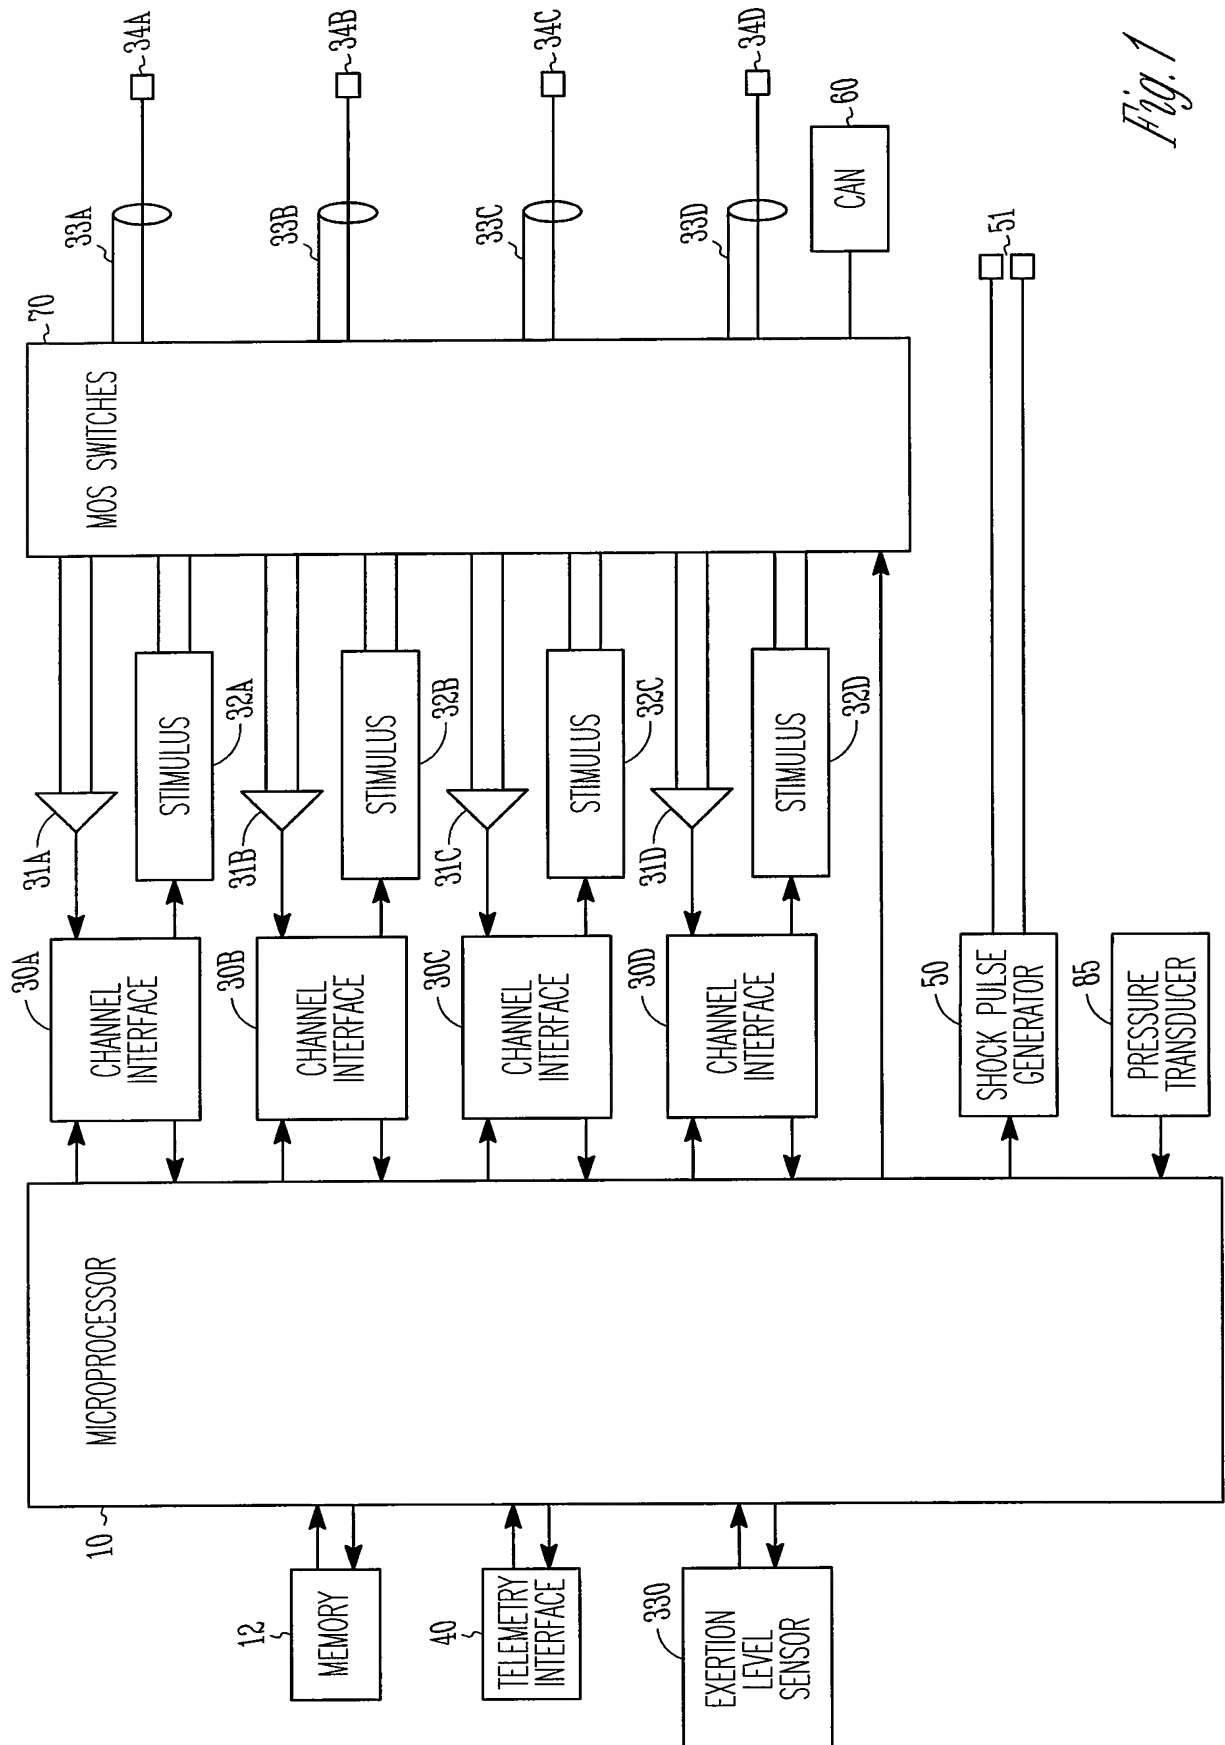 34A
34B
34C
34D
33A
33B
33C
33D
60
CAN
51
70
MOS SWITCHES
31A
STIMULUS
32A
31B
STIMULUS
32B
31C
STIMULUS
32C
31D
STIMULUS
32D
30A
CHANNEL
INTERFACE
30B
CHANNEL
INTERFACE
30C
CHANNEL
INTERFACE
30D
CHANNEL
INTERFACE
50
SHOCK PULSE
GENERATOR
85
PRESSURE
TRANSDUCER
MICROPROCESSOR
10
12
MEMORY
40
TELEMETRY
INTERFACE
330
EXERTION
LEVEL
SENSOR
Fig. 1